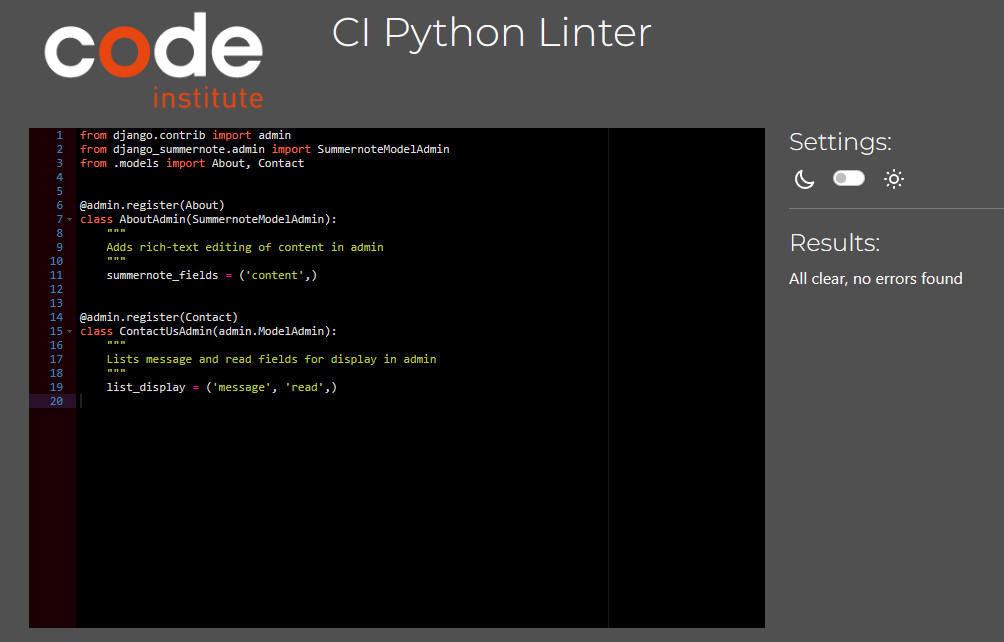 code
institute
CI Python Linter
1 from django.contrib import admin
2 from django_summernote.admin import SummernoteModelAdmin
3 from .models import About, Contact
4
5
6 @admin.register(About)
7 class AboutAdmin(SummernoteModelAdmin):
8     """
9     Adds rich-text editing of content in admin
10     """
11     summernote_fields = ('content',)
12
13
14 @admin.register(Contact)
15 class ContactUsAdmin(admin.ModelAdmin):
16     """
17     Lists message and read fields for display in admin
18     """
19     list_display = ('message', 'read',)
20
Settings:
Results:
All clear, no errors found